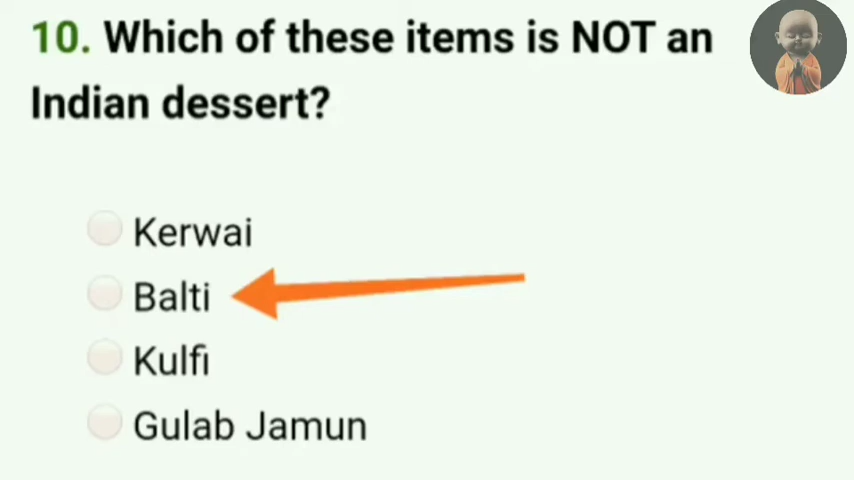 10. Which of these items is NOT an
Indian dessert?
Kerwai
Balti
Kulfi
Gulab Jamun